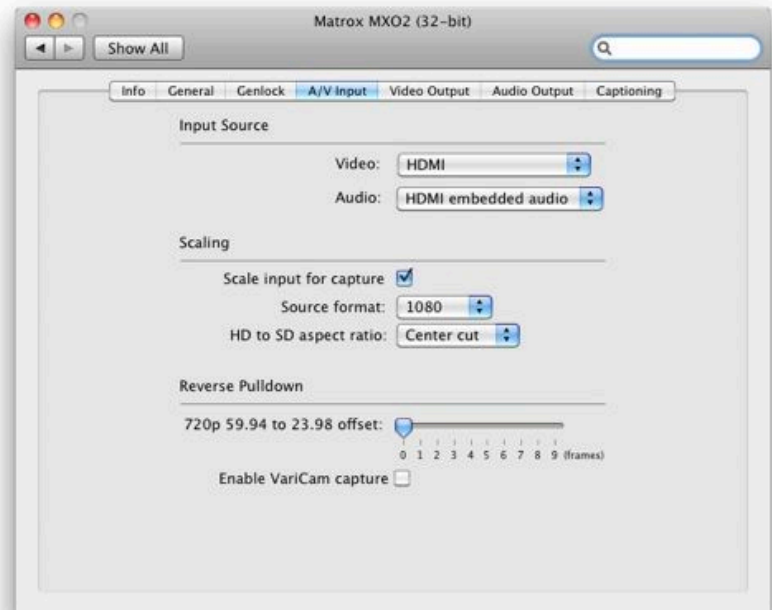 Matrox MXO2 (32-bit)
Show All
Info General Genlock A/V Input Video Output Audio Output Captioning
Input Source
Video: HDMI
Audio: HDMI embedded audio
Scaling
Scale input for capture
Source format: 1080
HD to SD aspect ratio: Center cut
Reverse Pulldown
720p 59.94 to 23.98 offset:
0 1 2 3 4 5 6 7 8 9 (frames)
Enable VariCam capture